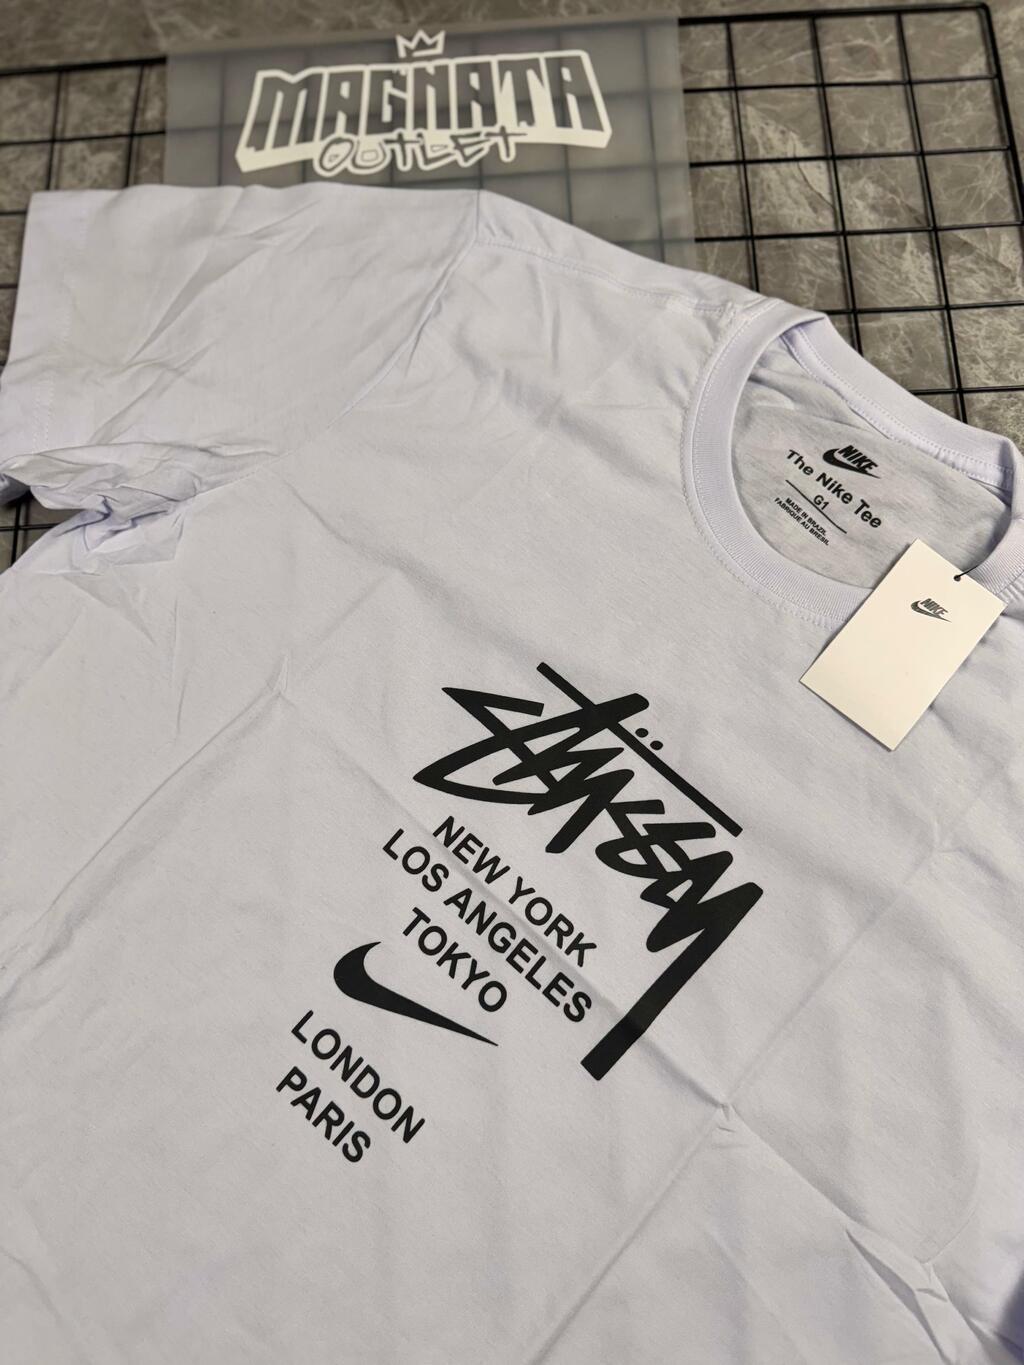 MAGNATA
OUTLET
NIKE
The Nike Tee
G1
MADE IN BRAZIL
FABRIQUÉ AU BRESIL
NIKE
Stüssy
NEW YORK
LOS ANGELES
TOKYO
LONDON
PARIS